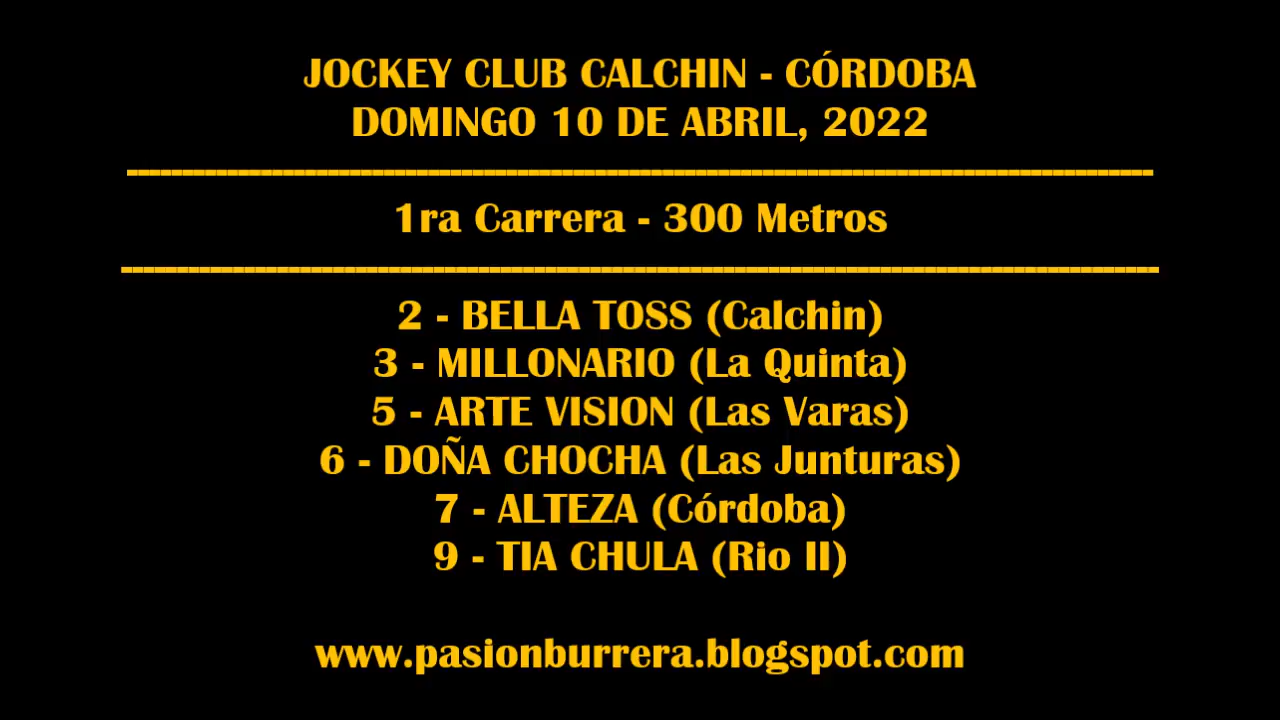 JOCKEY CLUB CALCHIN - CÓRDOBA
DOMINGO 10 DE ABRIL, 2022
1ra Carrera - 300 Metros
2 - BELLA TOSS (Calchin)
3 - MILLONARIO (La Quinta)
5 - ARTE VISION (Las Varas)
6 - DOÑA CHOCHA (Las Junturas)
7 - ALTEZA (Córdoba)
9 - TIA CHULA (Rio II)
www.pasionburrera.blogspot.com